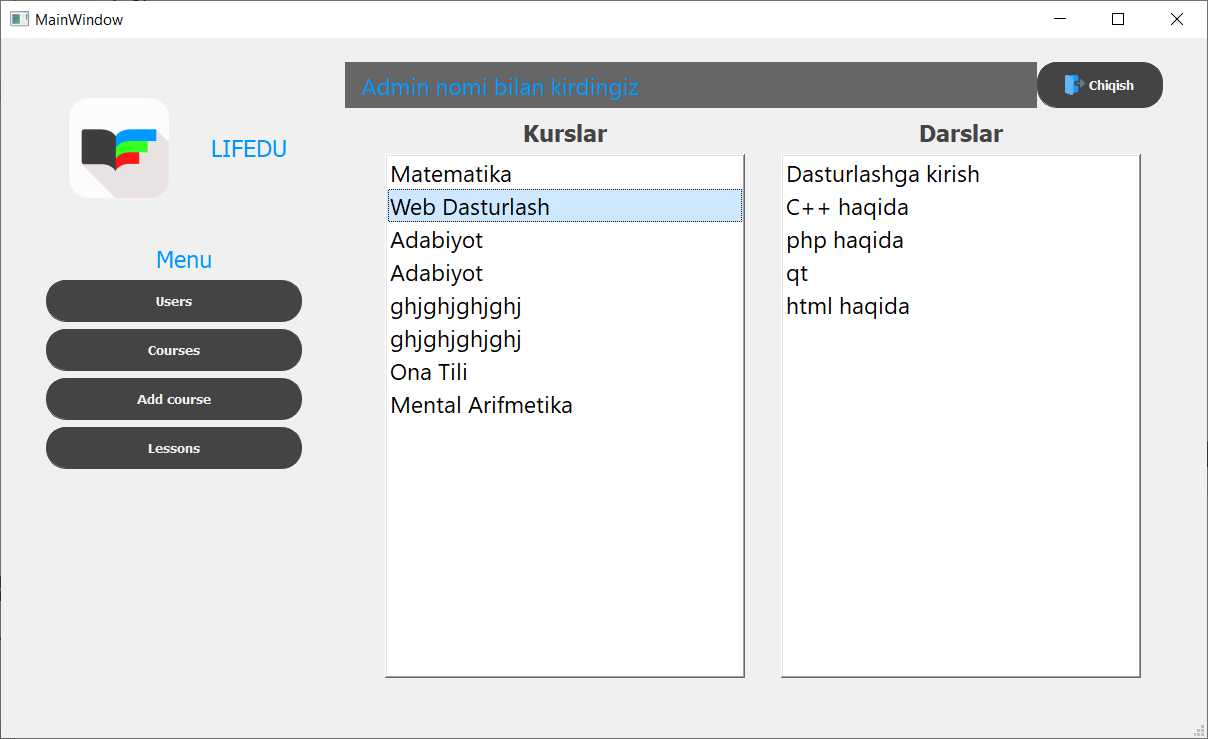 MainWindow
Admin nomi bilan kirdingiz
Chiqish
LIFEDU
Menu
Users
Courses
Add course
Lessons
Kurslar
Matematika
Web Dasturlash
Adabiyot
Adabiyot
ghjghjghjghj
ghjghjghjghj
Ona Tili
Mental Arifmetika
Darslar
Dasturlashga kirish
C++ haqida
php haqida
qt
html haqida